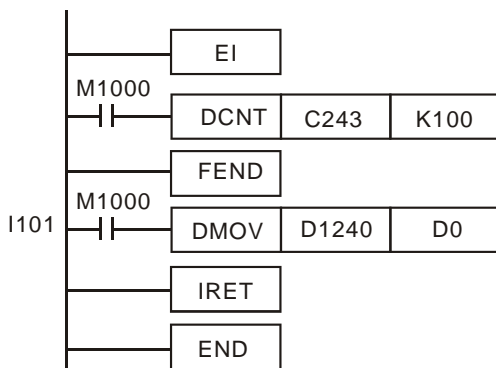 EI
M1000
DCNT C243 K100
FEND
M1000
I101 DMOV D1240 D0
IRET
END